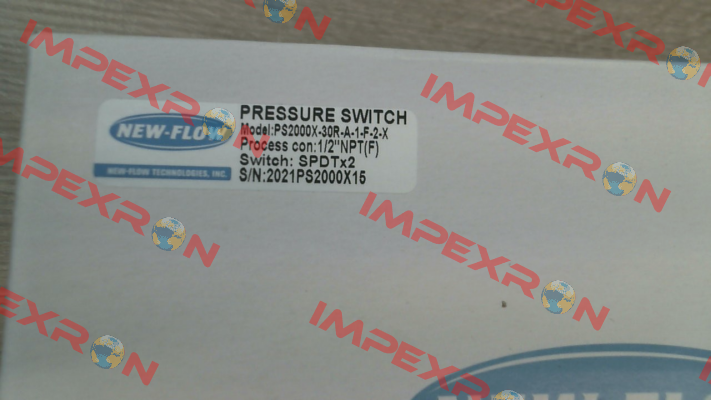 PRESSURE SWITCH
NEW-FLOW
Model:PS2000X-30R-A-1-F-2-X
Process con:1/2"NPT(F)
Switch: SPDTx2
NEW-FLOW TECHNOLOGIES, INC.
S/N:2021PS2000X15
IMPEXRON
IMPEXRON
IMPEXRON
IMPEXRON
IMPEXRON
IMPEXRON